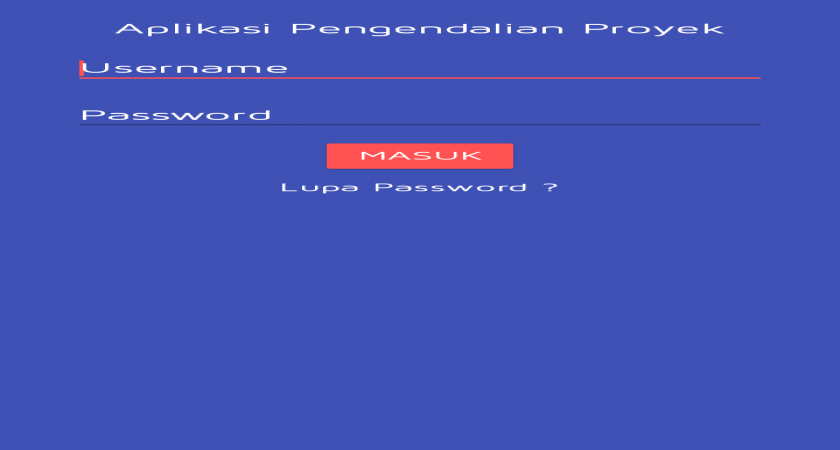 Aplikasi Pengendalian Proyek
Username
Password
MASUK
Lupa Password ?